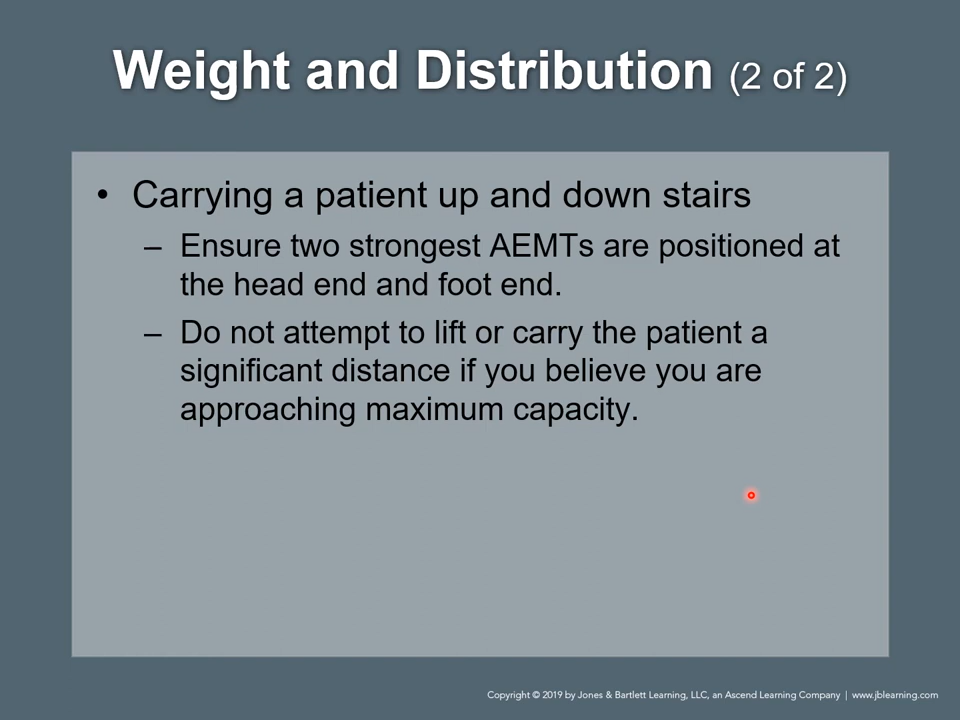 Weight and Distribution (2 of 2)
• Carrying a patient up and down stairs
– Ensure two strongest AEMTs are positioned at
the head end and foot end.
– Do not attempt to lift or carry the patient a
significant distance if you believe you are
approaching maximum capacity.
Copyright © 2019 by Jones & Bartlett Learning, LLC, an Ascend Learning Company | www.jblearning.com